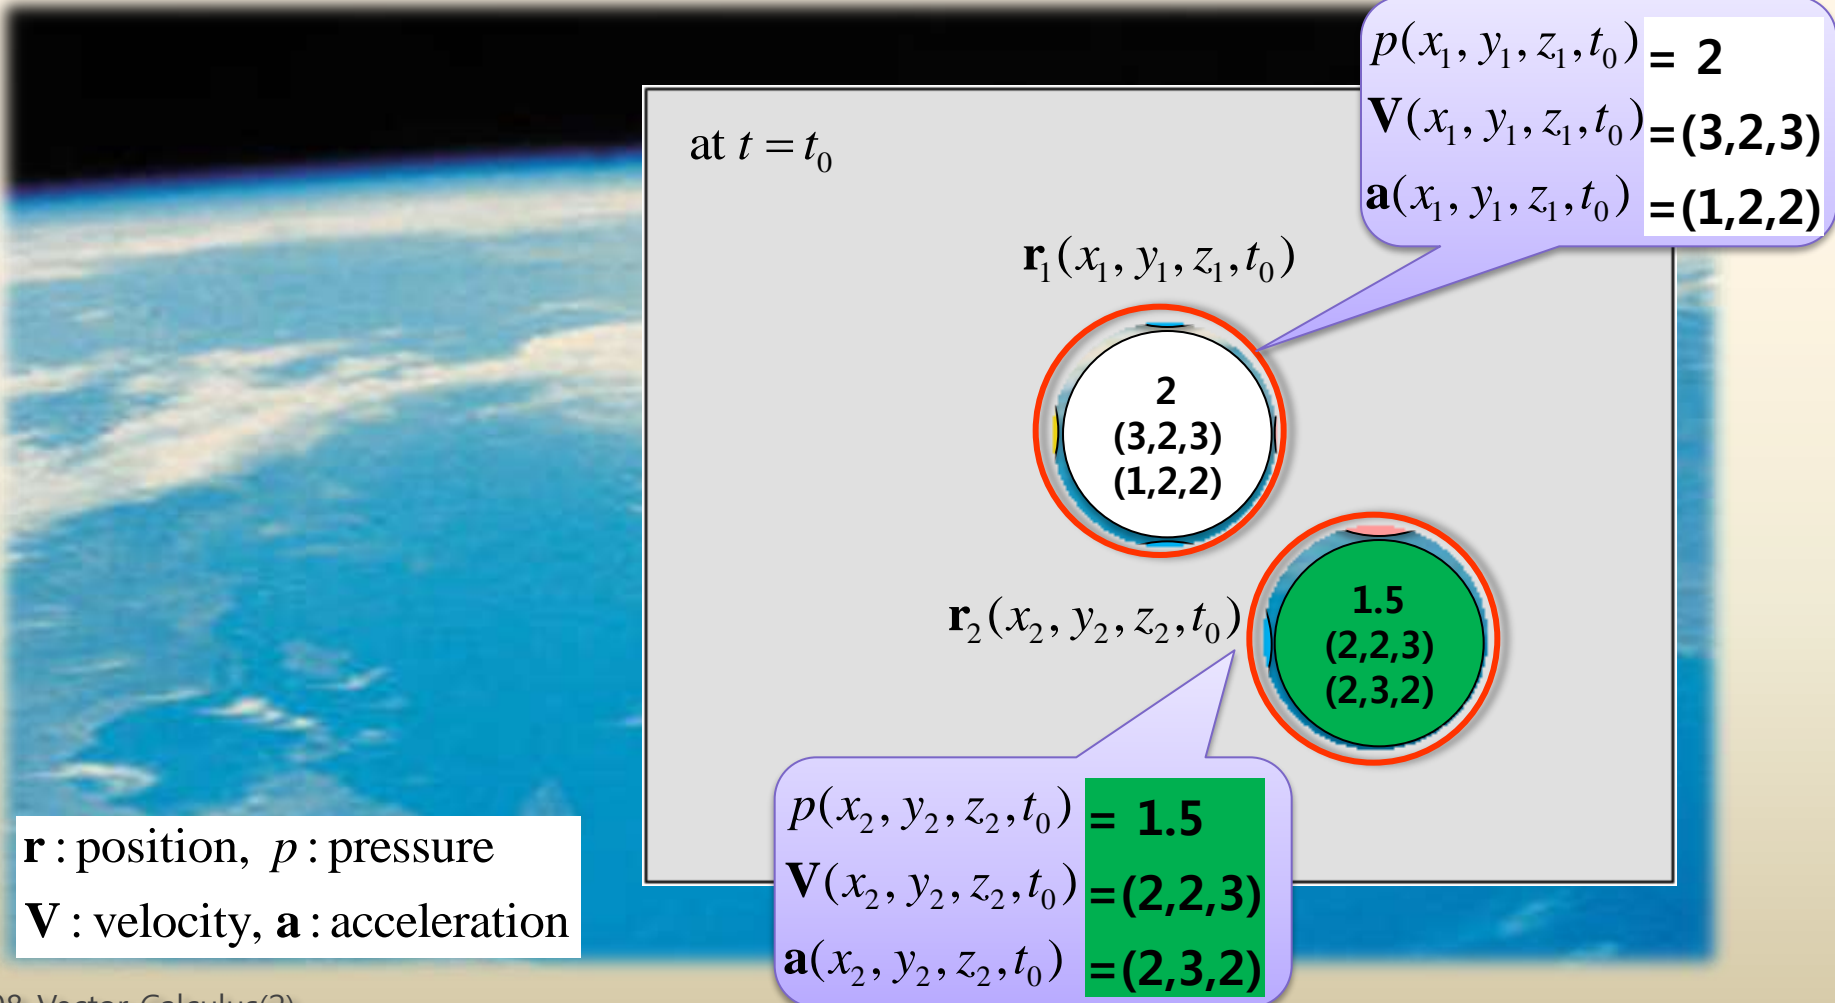 p(x₁, y₁, z₁, t₀) = 2
V(x₁, y₁, z₁, t₀) =(3,2,3)
a(x₁, y₁, z₁, t₀) =(1,2,2)
at t = t₀
r₁(x₁, y₁, z₁, t₀)
2
(3,2,3)
(1,2,2)
r₂(x₂, y₂, z₂, t₀)
1.5
(2,2,3)
(2,3,2)
p(x₂, y₂, z₂, t₀) = 1.5
V(x₂, y₂, z₂, t₀) =(2,2,3)
a(x₂, y₂, z₂, t₀) =(2,3,2)
r : position, p : pressure
V : velocity, a : acceleration
Vector Calculus(2)